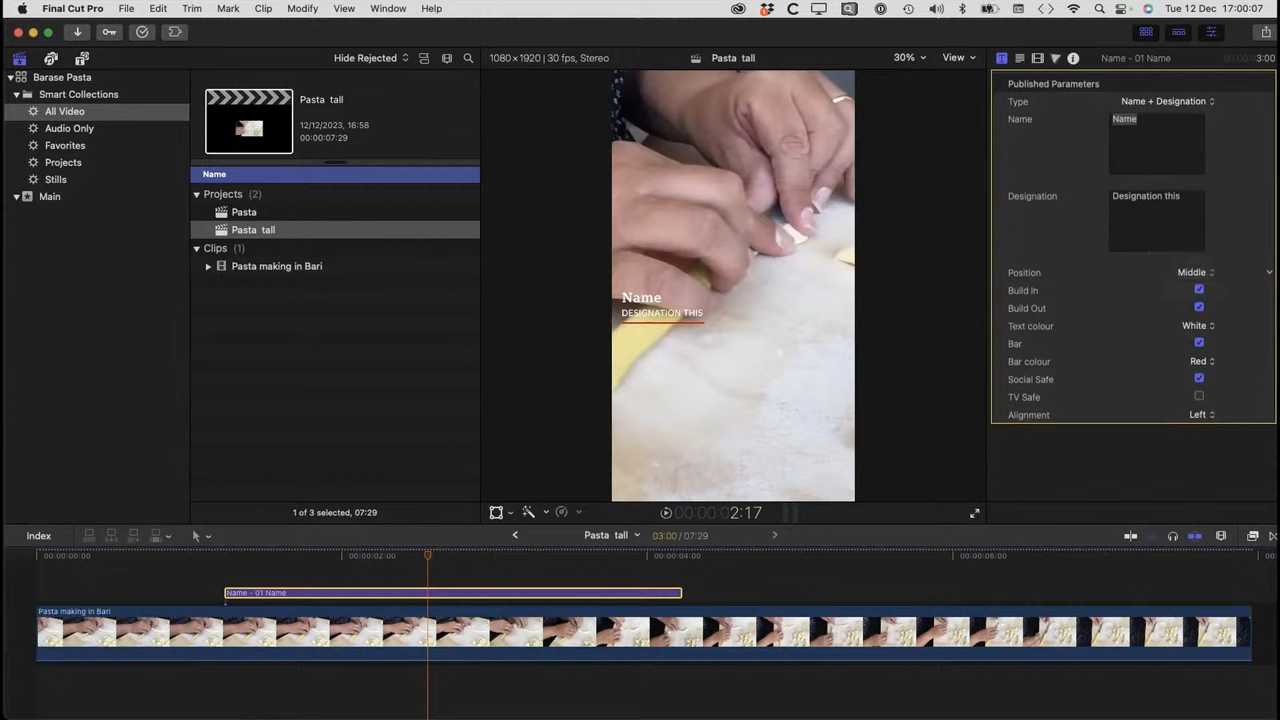 Final Cut Pro File Edit Trim Mark Clip Modify View Window Help Tue 12 Dec 17:00:07
Hide Rejected 1080×1920 | 30 fps, Stereo Pasta tall 30% View Name - 01 Name 3:00
Barase Pasta
Smart Collections
All Video
Audio Only
Favorites
Projects
Stills
Main
Pasta tall
12/12/2023, 16:58
00:00:07:29
Name
Projects (2)
Pasta
Pasta tall
Clips (1)
Pasta making in Bari
1 of 3 selected, 07:29
Name
DESIGNATION THIS
00:00:00:02:17
Published Parameters
Type Name + Designation
Name Name
Designation Designation this
Position Middle
Build In
Build Out
Text colour White
Bar
Bar colour Red
Social Safe
TV Safe
Alignment Left
Index Pasta tall 03:00 / 07:29
00:00:00:00 00:00:02:00 00:00:04:00 00:00:06:00
Name - 01 Name
Pasta making in Bari